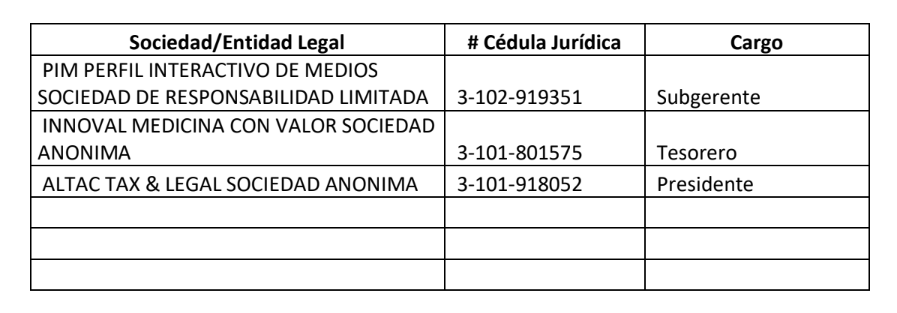 Sociedad/Entidad Legal # Cédula Jurídica Cargo
PIM PERFIL INTERACTIVO DE MEDIOS
SOCIEDAD DE RESPONSABILIDAD LIMITADA 3-102-919351 Subgerente
INNOVAL MEDICINA CON VALOR SOCIEDAD
ANONIMA 3-101-801575 Tesorero
ALTAC TAX & LEGAL SOCIEDAD ANONIMA 3-101-918052 Presidente